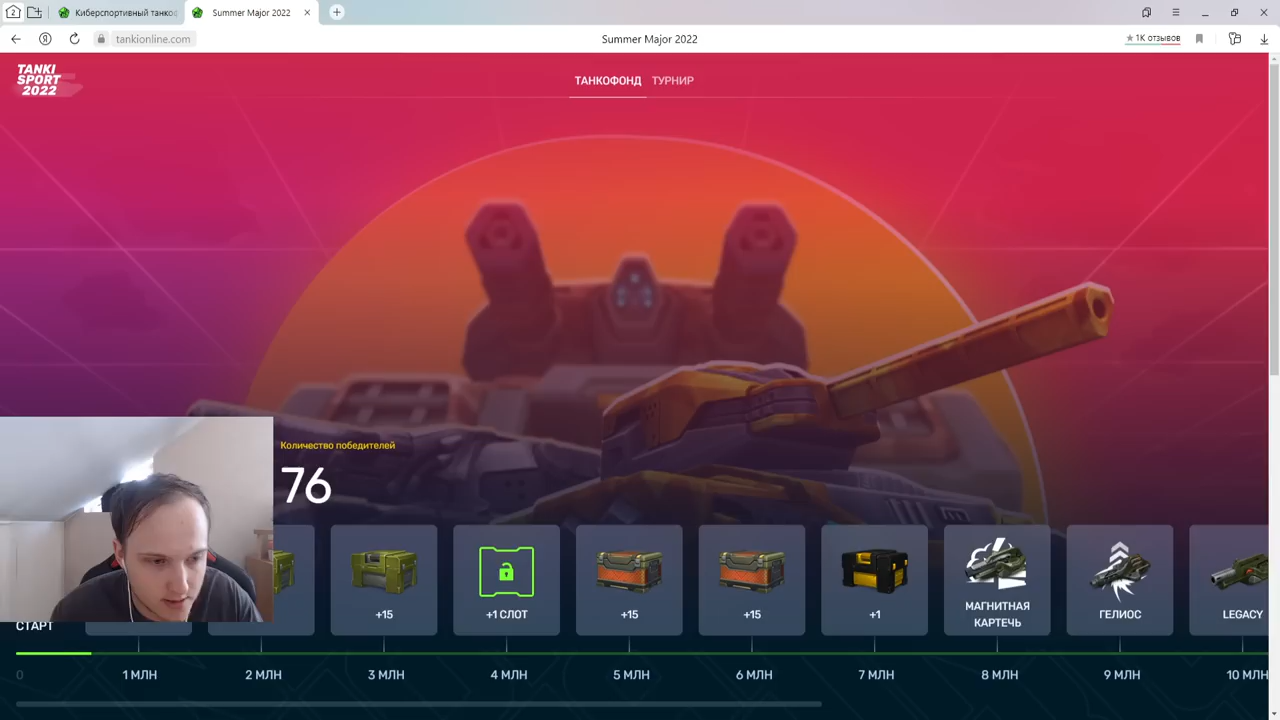 2
Киберспортивный танко
Summer Major 2022
tankionline.com
Summer Major 2022
1K отзывов
TANKI
SPORT
2022
ТАНКОФОНД
ТУРНИР
Количество победителей
76
+15
+1 СЛОТ
+15
+15
+1
МАГНИТНАЯ
КАРТЕЧЬ
ГЕЛИОС
LEGACY
СТАРТ
0
1 МЛН
2 МЛН
3 МЛН
4 МЛН
5 МЛН
6 МЛН
7 МЛН
8 МЛН
9 МЛН
10 МЛН